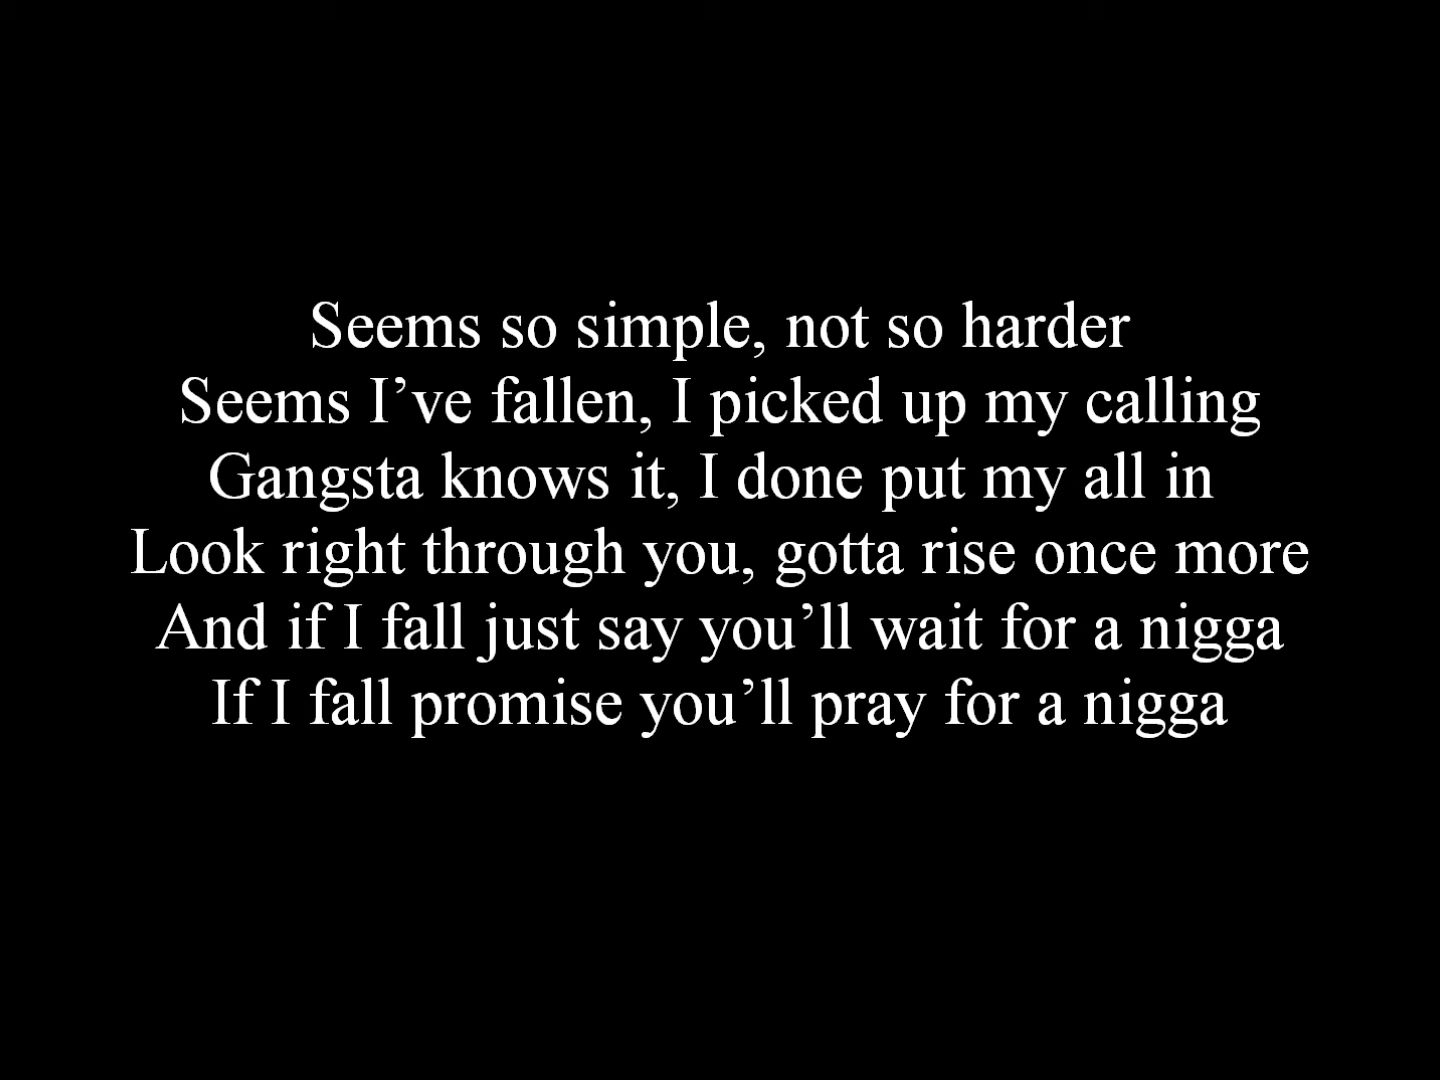 Seems so simple, not so harder
Seems I’ve fallen, I picked up my calling
Gangsta knows it, I done put my all in
Look right through you, gotta rise once more
And if I fall just say you’ll wait for a nigga
If I fall promise you’ll pray for a nigga